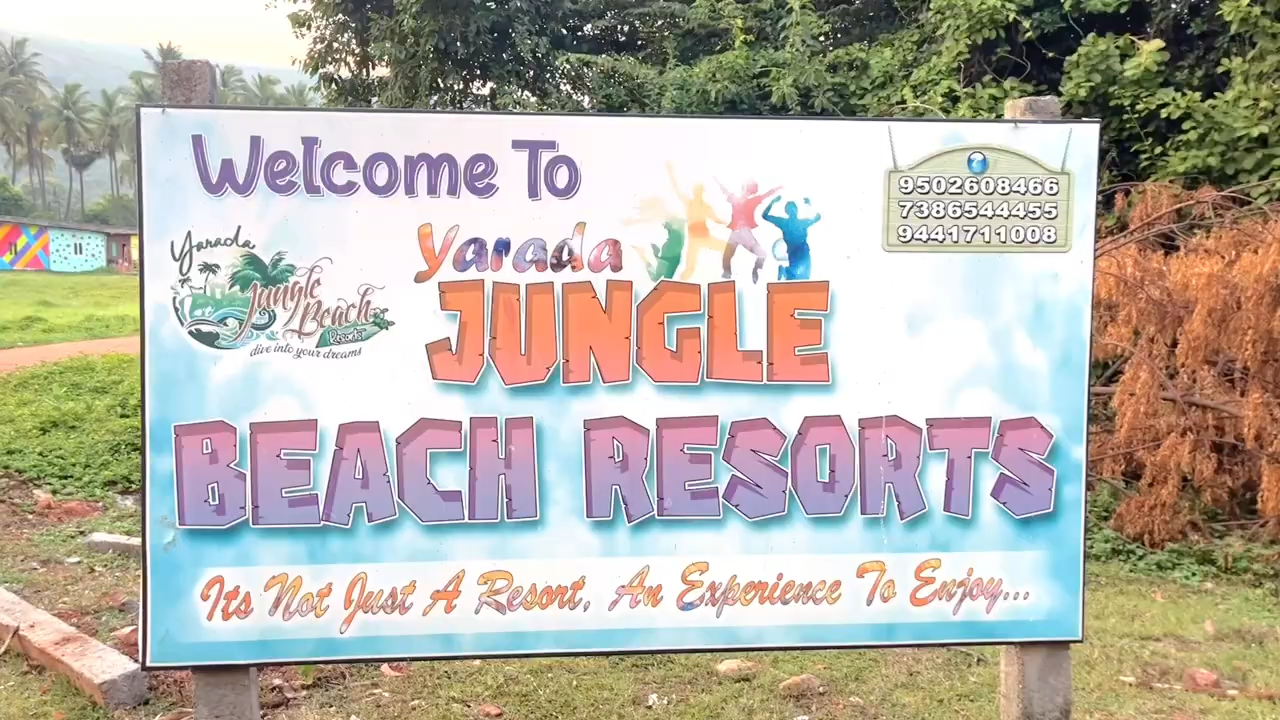 Welcome To
9502608466
7386544455
9441711008
Yarada
JUNGLE
BEACH RESORTS
Yarada
Jungle
Beach
Resorts
dive into your dreams
Its Not Just A Resort, An Experience To Enjoy...